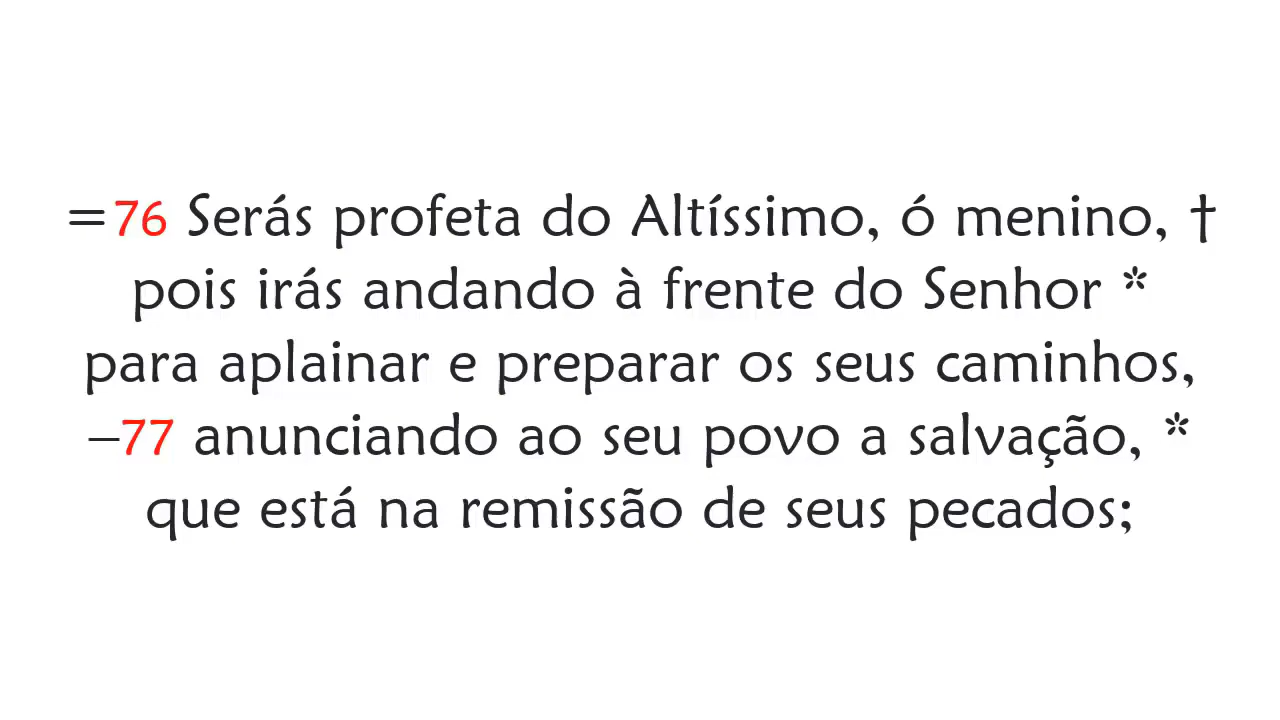 =76 Serás profeta do Altíssimo, ó menino, †
pois irás andando à frente do Senhor *
para aplainar e preparar os seus caminhos,
–77 anunciando ao seu povo a salvação, *
que está na remissão de seus pecados;